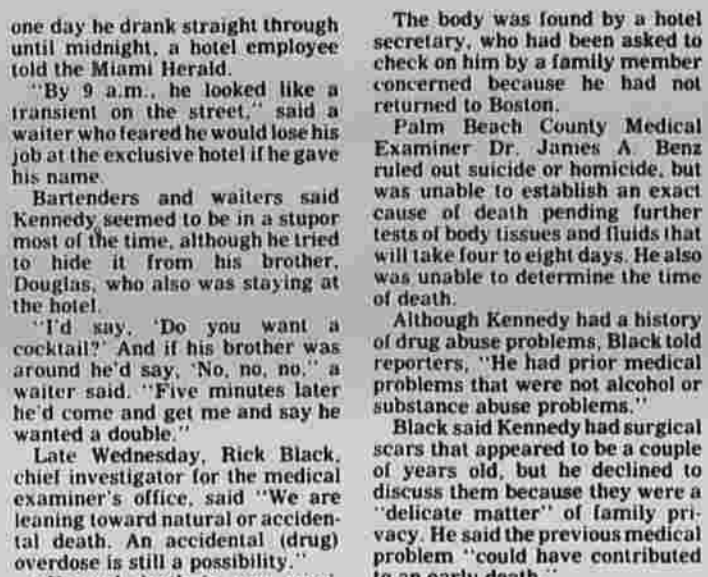 one day he drank straight through
until midnight, a hotel employee
told the Miami Herald.
"By 9 a.m., he looked like a
transient on the street," said a
waiter who feared he would lose his
job at the exclusive hotel if he gave
his name.
Bartenders and waiters said
Kennedy seemed to be in a stupor
most of the time, although he tried
to hide it from his brother,
Douglas, who also was staying at
the hotel.
"I'd say, 'Do you want a
cocktail?' And if his brother was
around he'd say, 'No, no, no," a
waiter said. "Five minutes later
he'd come and get me and say he
wanted a double."
Late Wednesday, Rick Black,
chief investigator for the medical
examiner's office, said "We are
leaning toward natural or acciden-
tal death. An accidental (drug)
overdose is still a possibility."
The body was found by a hotel
secretary, who had been asked to
check on him by a family member
concerned because he had not
returned to Boston.
Palm Beach County Medical
Examiner Dr. James A. Benz
ruled out suicide or homicide, but
was unable to establish an exact
cause of death pending further
tests of body tissues and fluids that
will take four to eight days. He also
was unable to determine the time
of death.
Although Kennedy had a history
of drug abuse problems, Black told
reporters, "He had prior medical
problems that were not alcohol or
substance abuse problems."
Black said Kennedy had surgical
scars that appeared to be a couple
of years old, but he declined to
discuss them because they were a
"delicate matter" of family pri-
vacy. He said the previous medical
problem "could have contributed
to an early death."